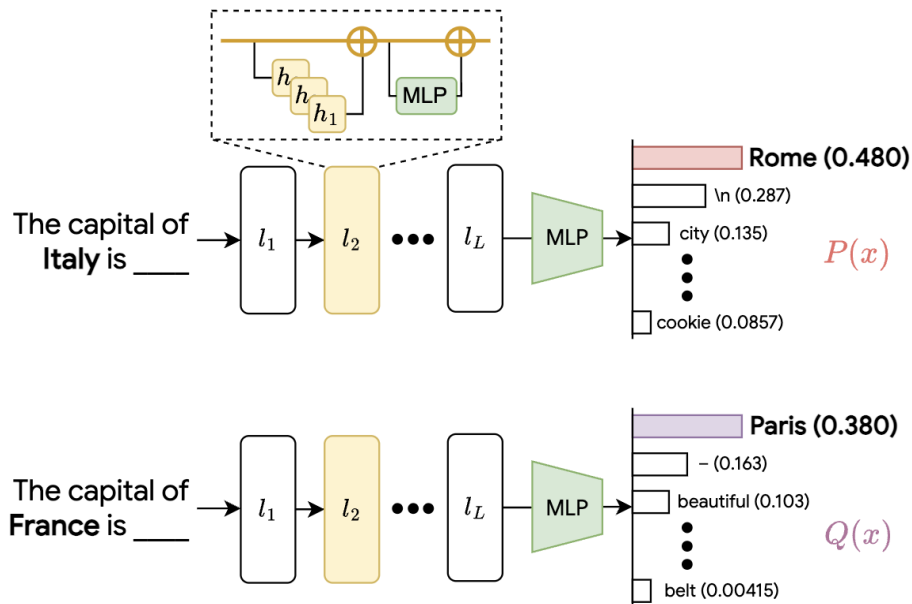 h
h
h₁
MLP
The capital of
Italy is ____
l₁
l₂
l_L
MLP
Rome (0.480)
\n (0.287)
city (0.135)
cookie (0.0857)
P(x)
The capital of
France is ____
l₁
l₂
l_L
MLP
Paris (0.380)
– (0.163)
beautiful (0.103)
belt (0.00415)
Q(x)